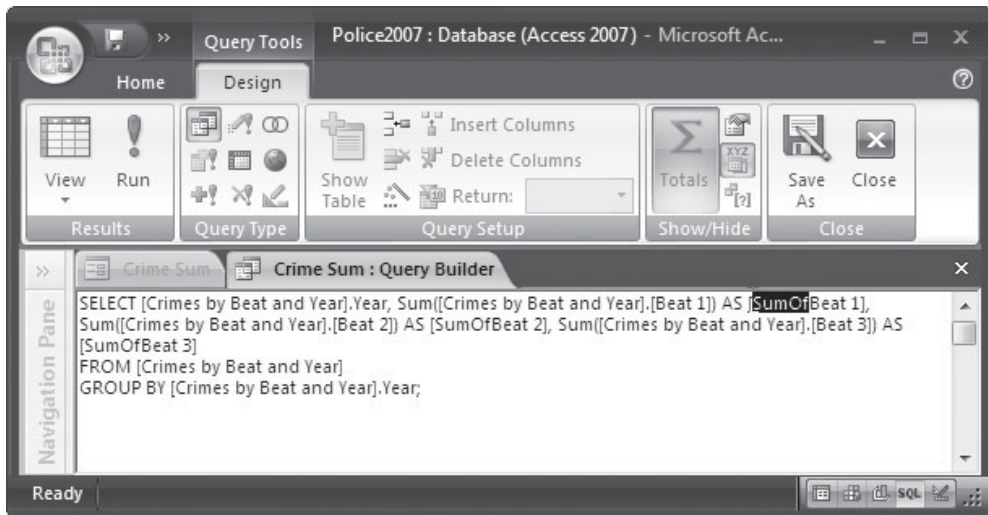 Query Tools
Police2007 : Database (Access 2007) - Microsoft Ac...
Home
Design
View
Run
Results
Query Type
Show Table
Insert Columns
Delete Columns
Return:
Query Setup
Totals
XYZ
Show/Hide
Save As
Close
Close
Crime Sum
Crime Sum : Query Builder
Navigation Pane
SELECT [Crimes by Beat and Year].Year, Sum([Crimes by Beat and Year].[Beat 1]) AS [SumOfBeat 1],
Sum([Crimes by Beat and Year].[Beat 2]) AS [SumOfBeat 2], Sum([Crimes by Beat and Year].[Beat 3]) AS
[SumOfBeat 3]
FROM [Crimes by Beat and Year]
GROUP BY [Crimes by Beat and Year].Year;
Ready
SQL